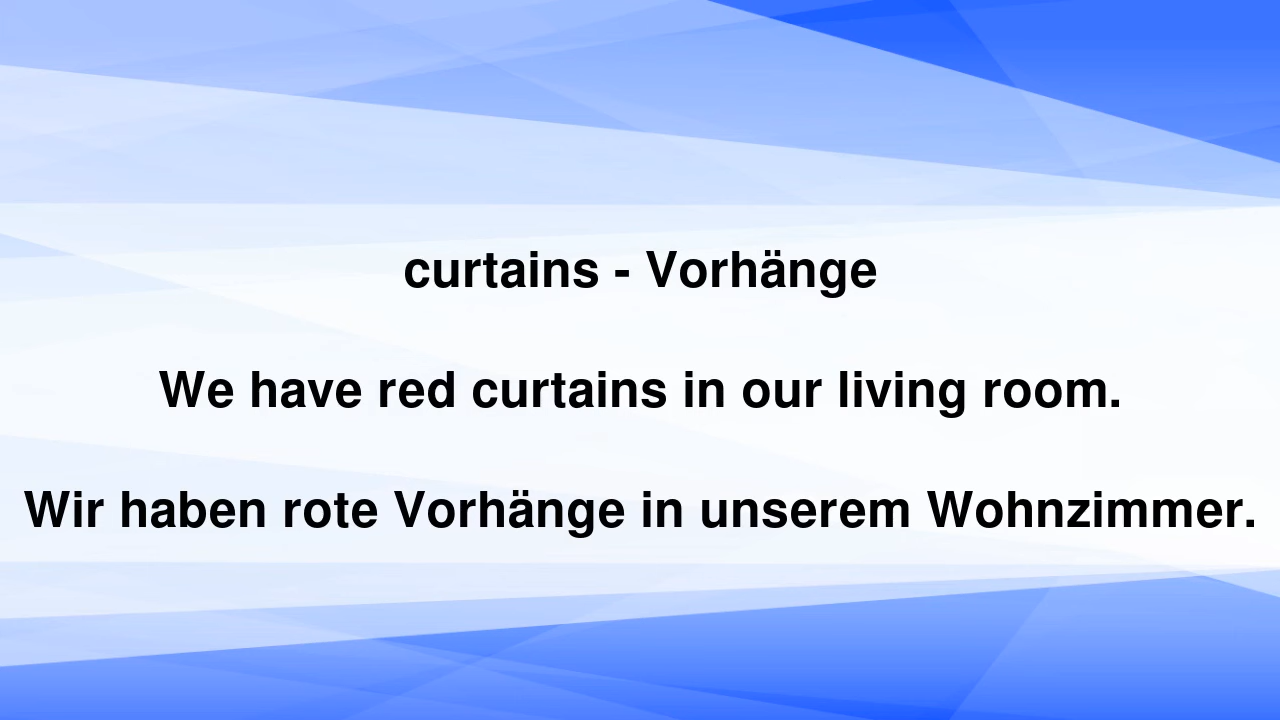 curtains - Vorhänge
We have red curtains in our living room.
Wir haben rote Vorhänge in unserem Wohnzimmer.